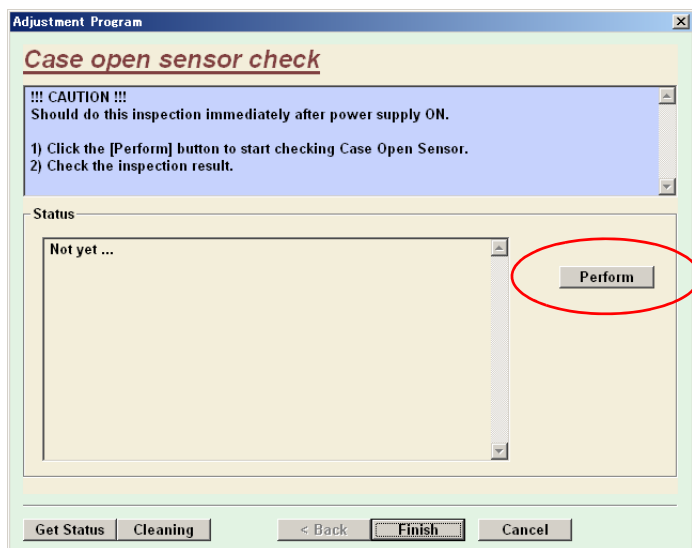 Adjustment Program
Case open sensor check
!!! CAUTION !!!
Should do this inspection immediately after power supply ON.
1) Click the [Perform] button to start checking Case Open Sensor.
2) Check the inspection result.
Status
Not yet ...
Perform
Get Status
Cleaning
< Back
Finish
Cancel